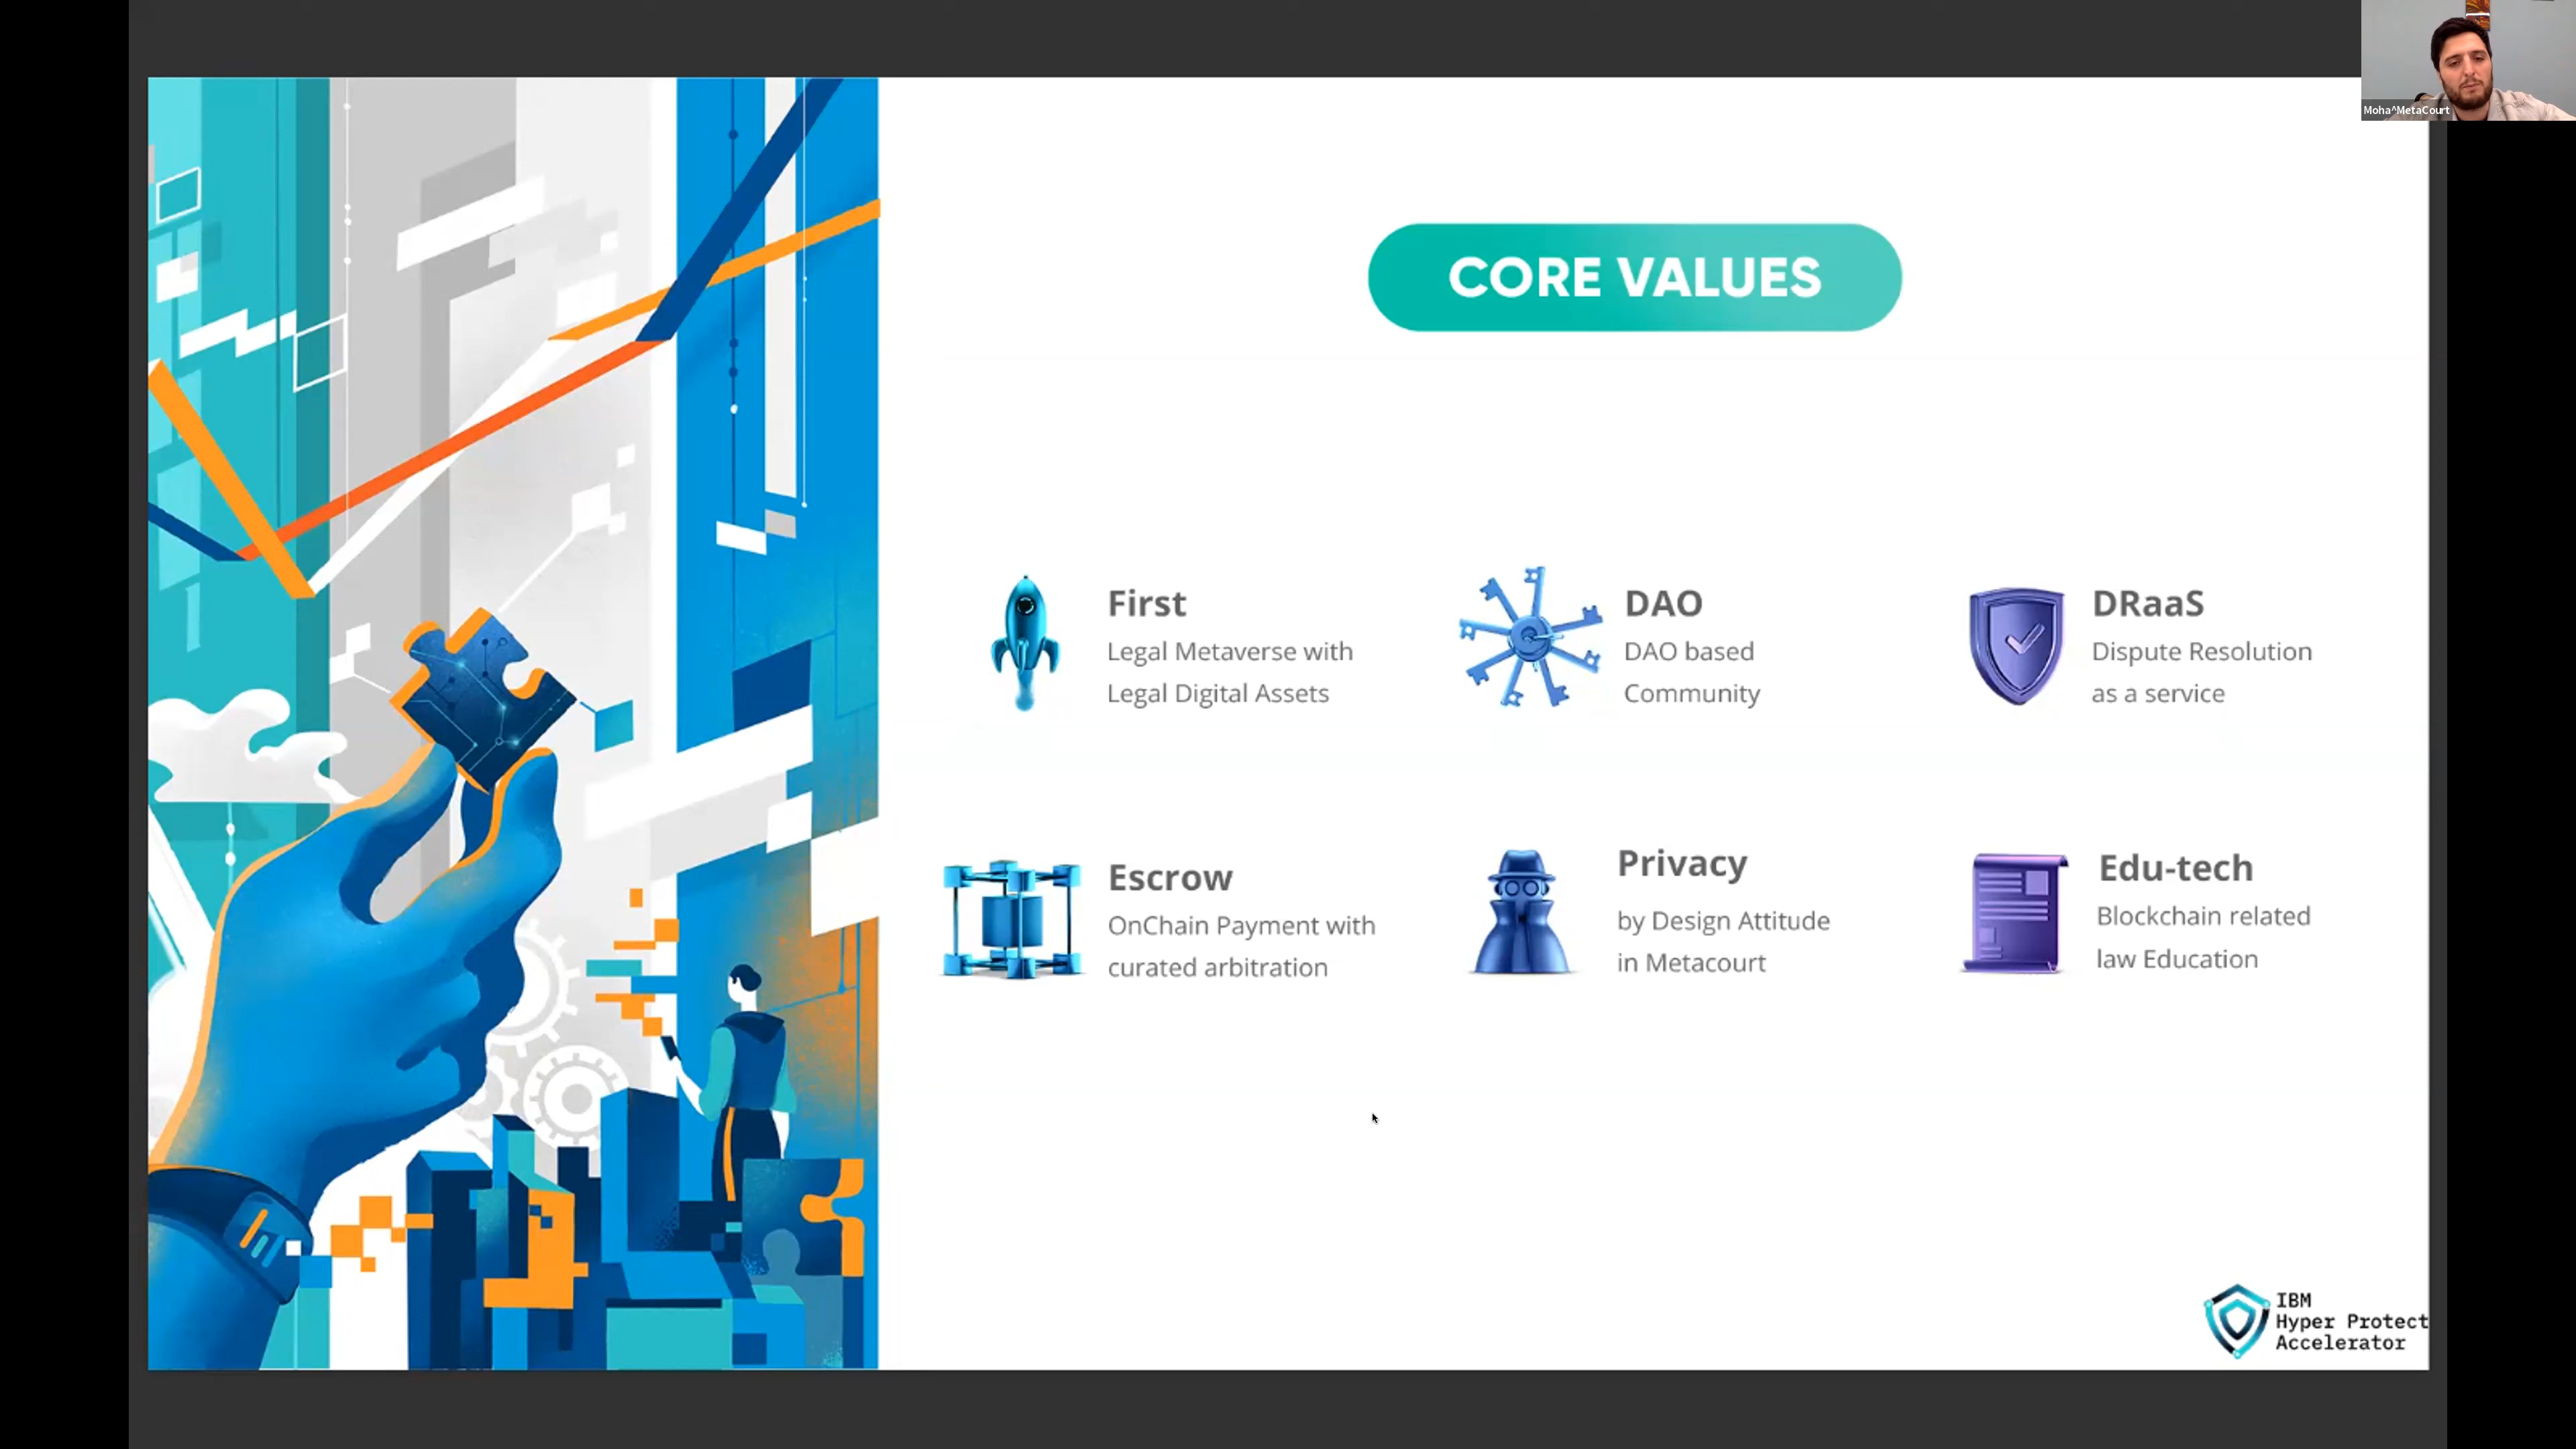 Moha^MetaCourt
CORE VALUES
First
Legal Metaverse with
Legal Digital Assets
DAO
DAO based
Community
DRaaS
Dispute Resolution
as a service
Escrow
OnChain Payment with
curated arbitration
Privacy
by Design Attitude
in Metacourt
Edu-tech
Blockchain related
law Education
IBM
Hyper Protect
Accelerator